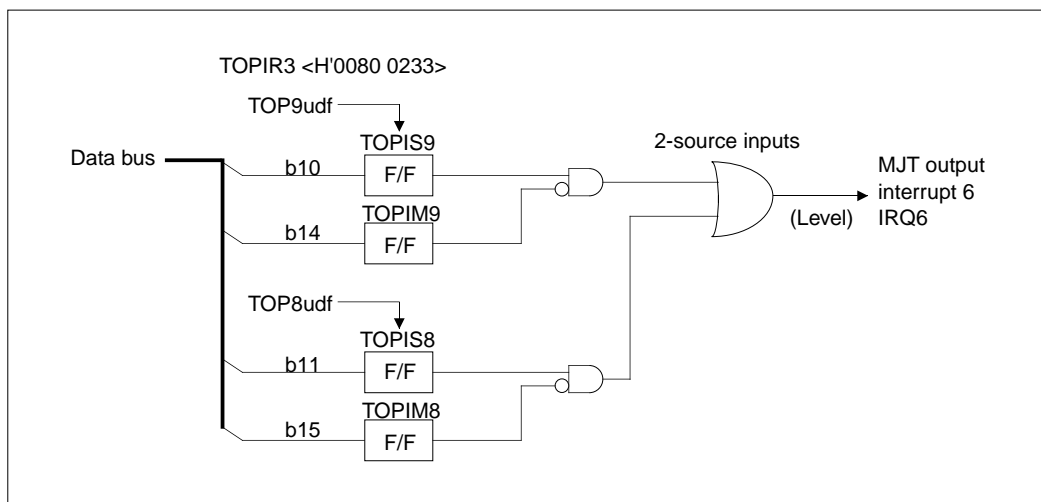 TOPIR3 <H'0080 0233>
TOP9udf
TOPIS9
Data bus
b10
F/F
TOPIM9
b14
F/F
TOP8udf
TOPIS8
b11
F/F
TOPIM8
b15
F/F
2-source inputs
(Level)
MJT output
interrupt 6
IRQ6